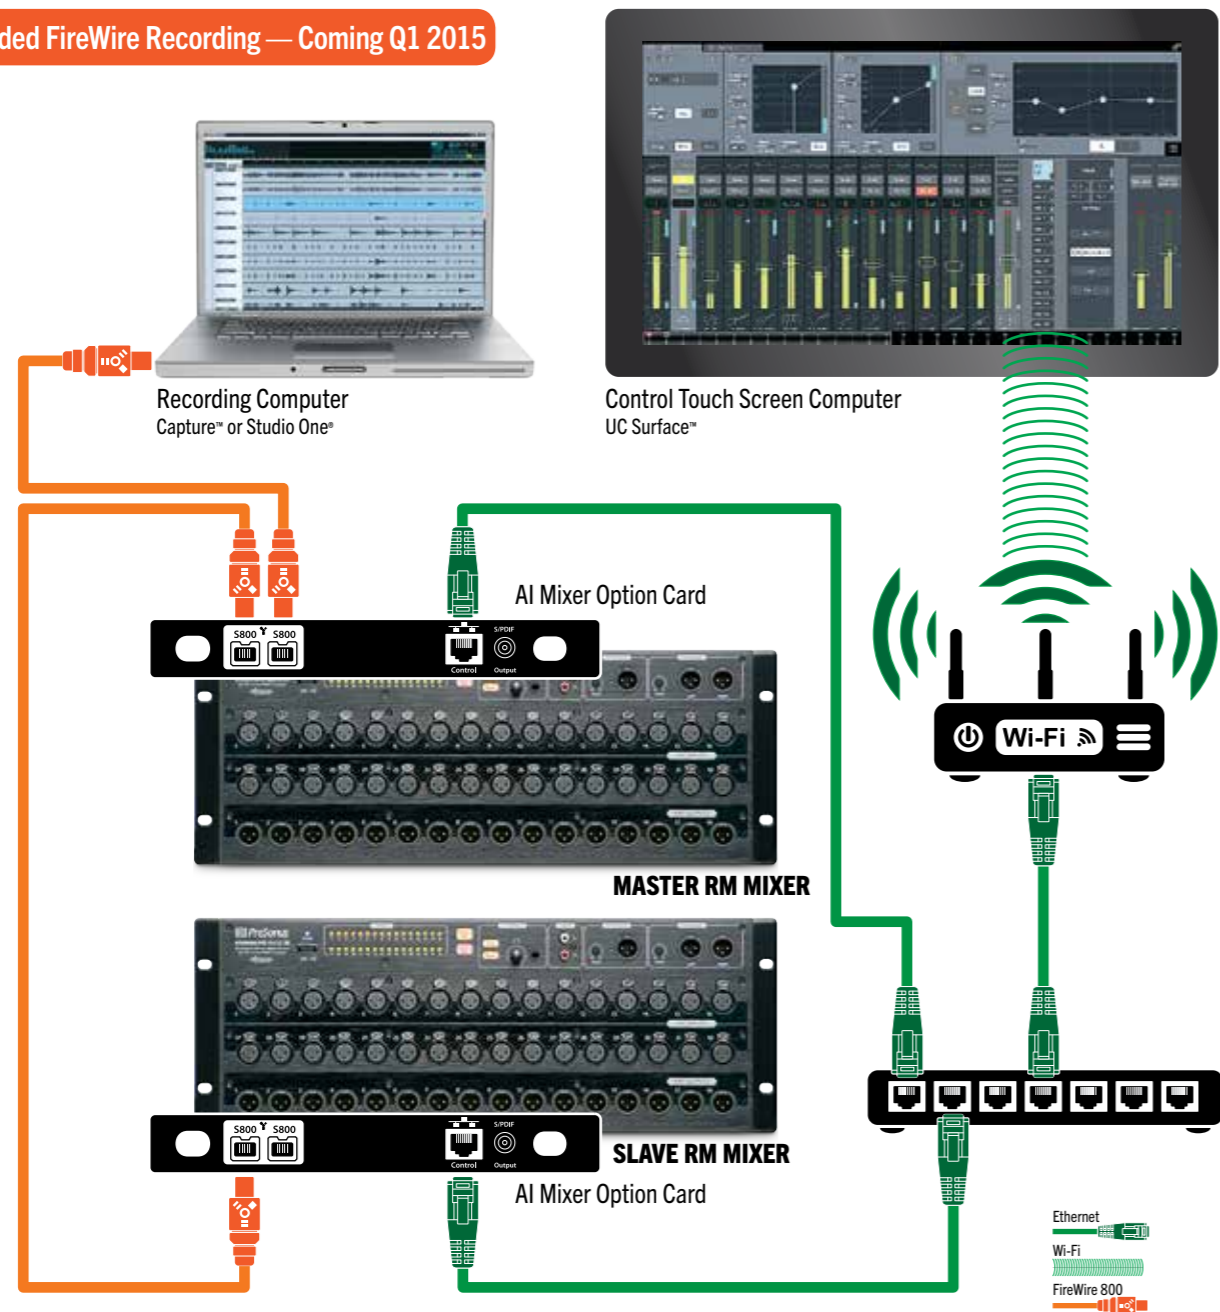 ded FireWire Recording — Coming Q1 2015
Recording Computer
Capture™ or Studio One®
Control Touch Screen Computer
UC Surface™
AI Mixer Option Card
S800 S800
S/PDIF
Control
Output
Wi-Fi
MASTER RM MIXER
PreSonus
S800 S800
S/PDIF
Control
Output
SLAVE RM MIXER
AI Mixer Option Card
Ethernet
Wi-Fi
FireWire 800